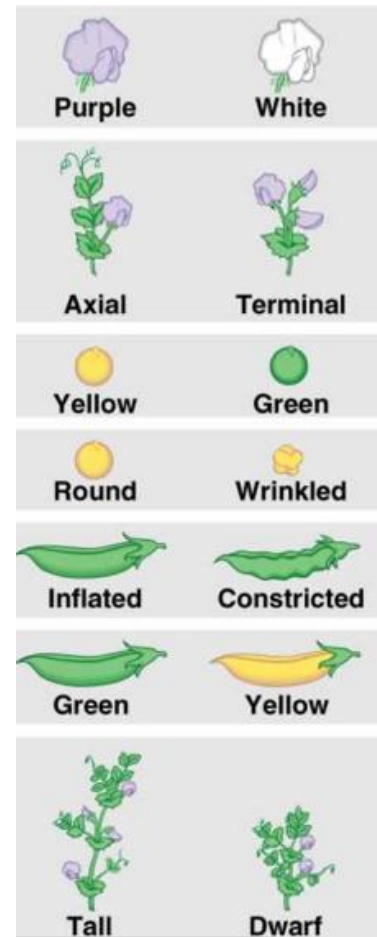 Purple White
Axial Terminal
Yellow Green
Round Wrinkled
Inflated Constricted
Green Yellow
Tall Dwarf